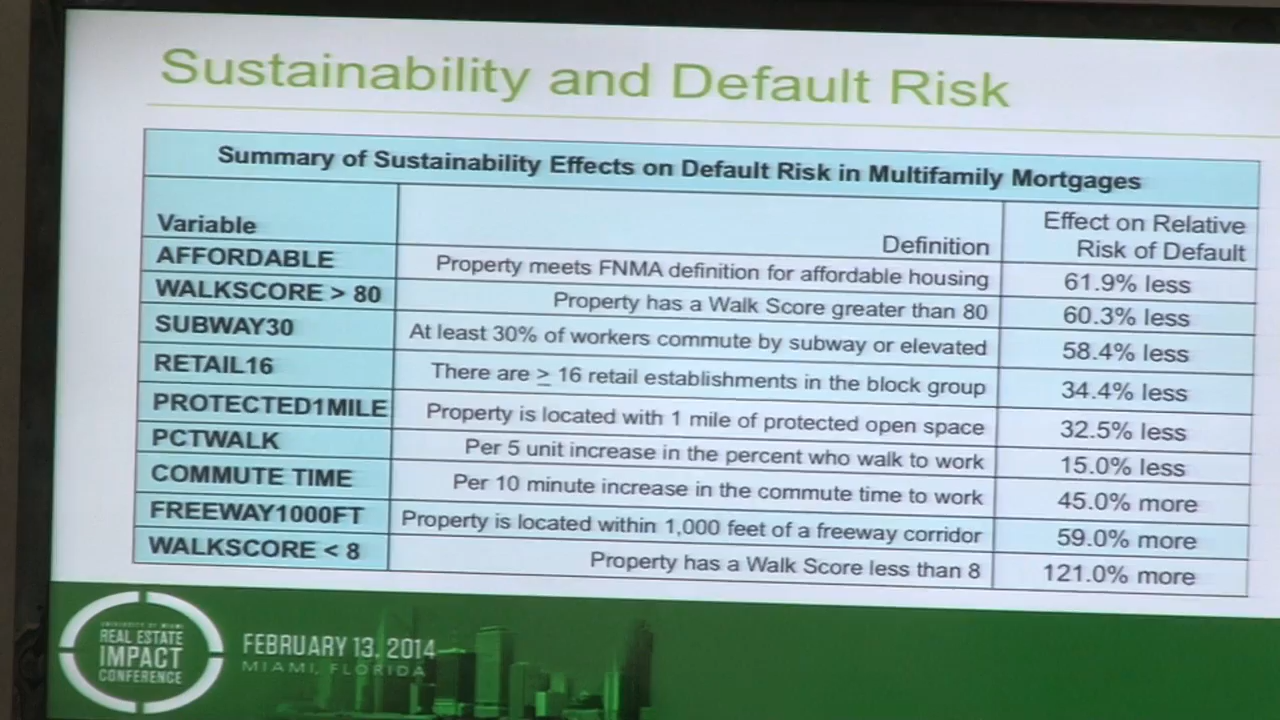 Sustainability and Default Risk
Summary of Sustainability Effects on Default Risk in Multifamily Mortgages
Variable Definition Effect on Relative Risk of Default
AFFORDABLE Property meets FNMA definition for affordable housing 61.9% less
WALKSCORE > 80 Property has a Walk Score greater than 80 60.3% less
SUBWAY30 At least 30% of workers commute by subway or elevated 58.4% less
RETAIL16 There are ≥ 16 retail establishments in the block group 34.4% less
PROTECTED1MILE Property is located with 1 mile of protected open space 32.5% less
PCTWALK Per 5 unit increase in the percent who walk to work 15.0% less
COMMUTE TIME Per 10 minute increase in the commute time to work 45.0% more
FREEWAY1000FT Property is located within 1,000 feet of a freeway corridor 59.0% more
WALKSCORE < 8 Property has a Walk Score less than 8 121.0% more
UNIVERSITY OF MIAMI
REAL ESTATE
IMPACT
CONFERENCE
FEBRUARY 13, 2014
MIAMI, FLORIDA